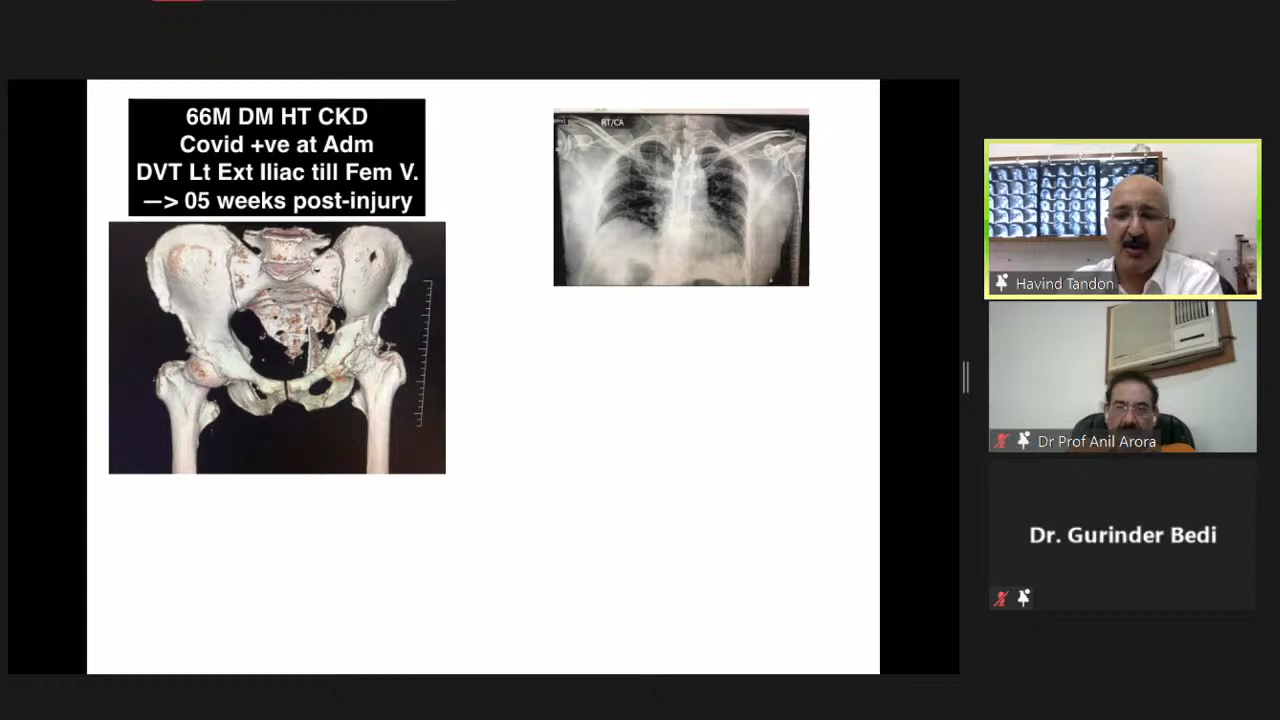 66M DM HT CKD
Covid +ve at Adm
DVT Lt Ext Iliac till Fem V.
—> 05 weeks post-injury
RT/CA
Havind Tandon
Dr Prof Anil Arora
Dr. Gurinder Bedi